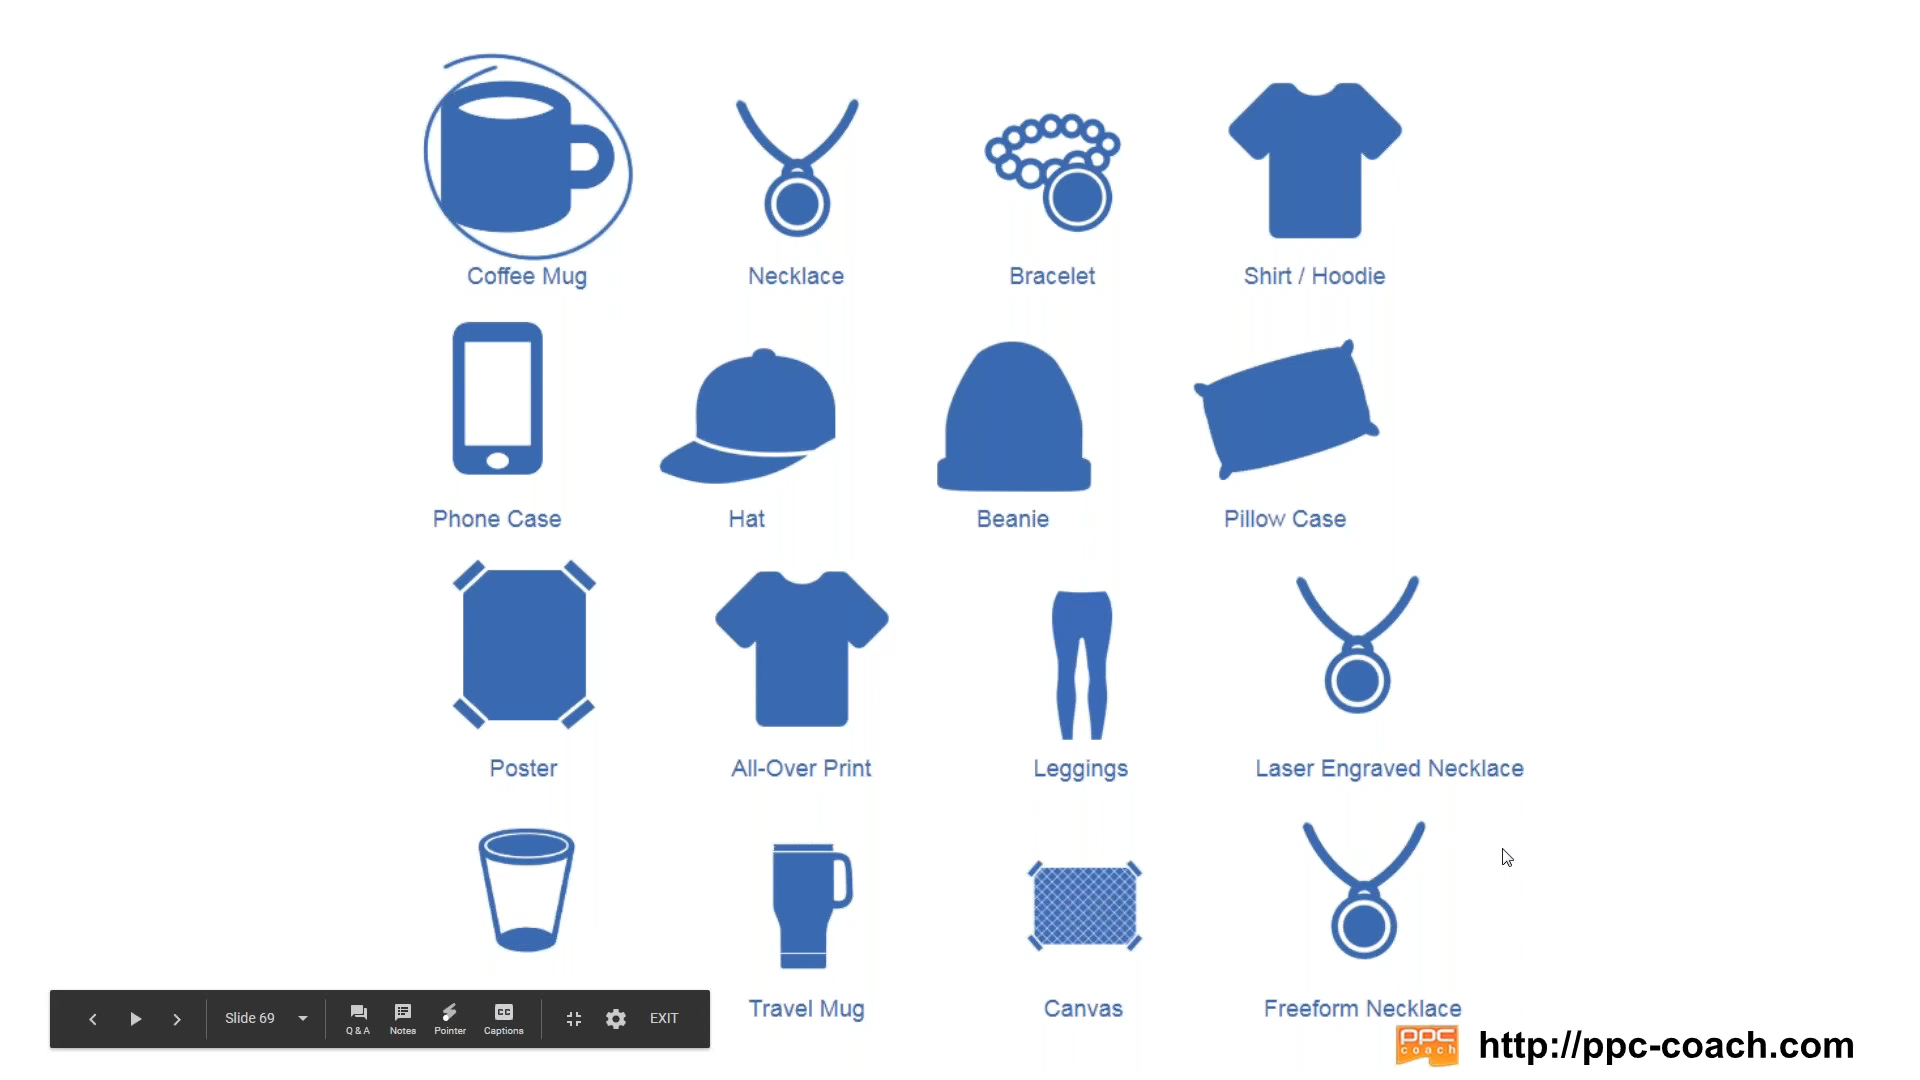 Coffee Mug
Necklace
Bracelet
Shirt / Hoodie
Phone Case
Hat
Beanie
Pillow Case
Poster
All-Over Print
Leggings
Laser Engraved Necklace
Travel Mug
Canvas
Freeform Necklace
Slide 69
Q & A
Notes
Pointer
CC
Captions
EXIT
PPC
coach
http://ppc-coach.com